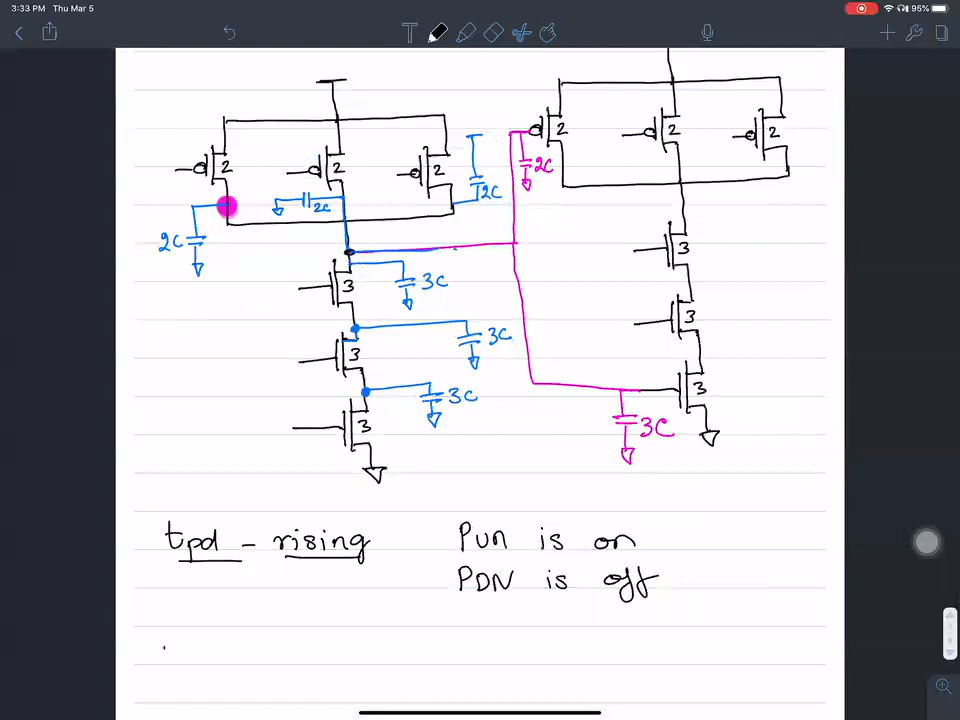 3:33 PM Thu Mar 5
95%
T
2 2 2
2C
2C
2C
3C
3
3C
3
3C
3
2 2 2
2C
3
3
3
3C
tpd - rising PUN is on
PDN is off